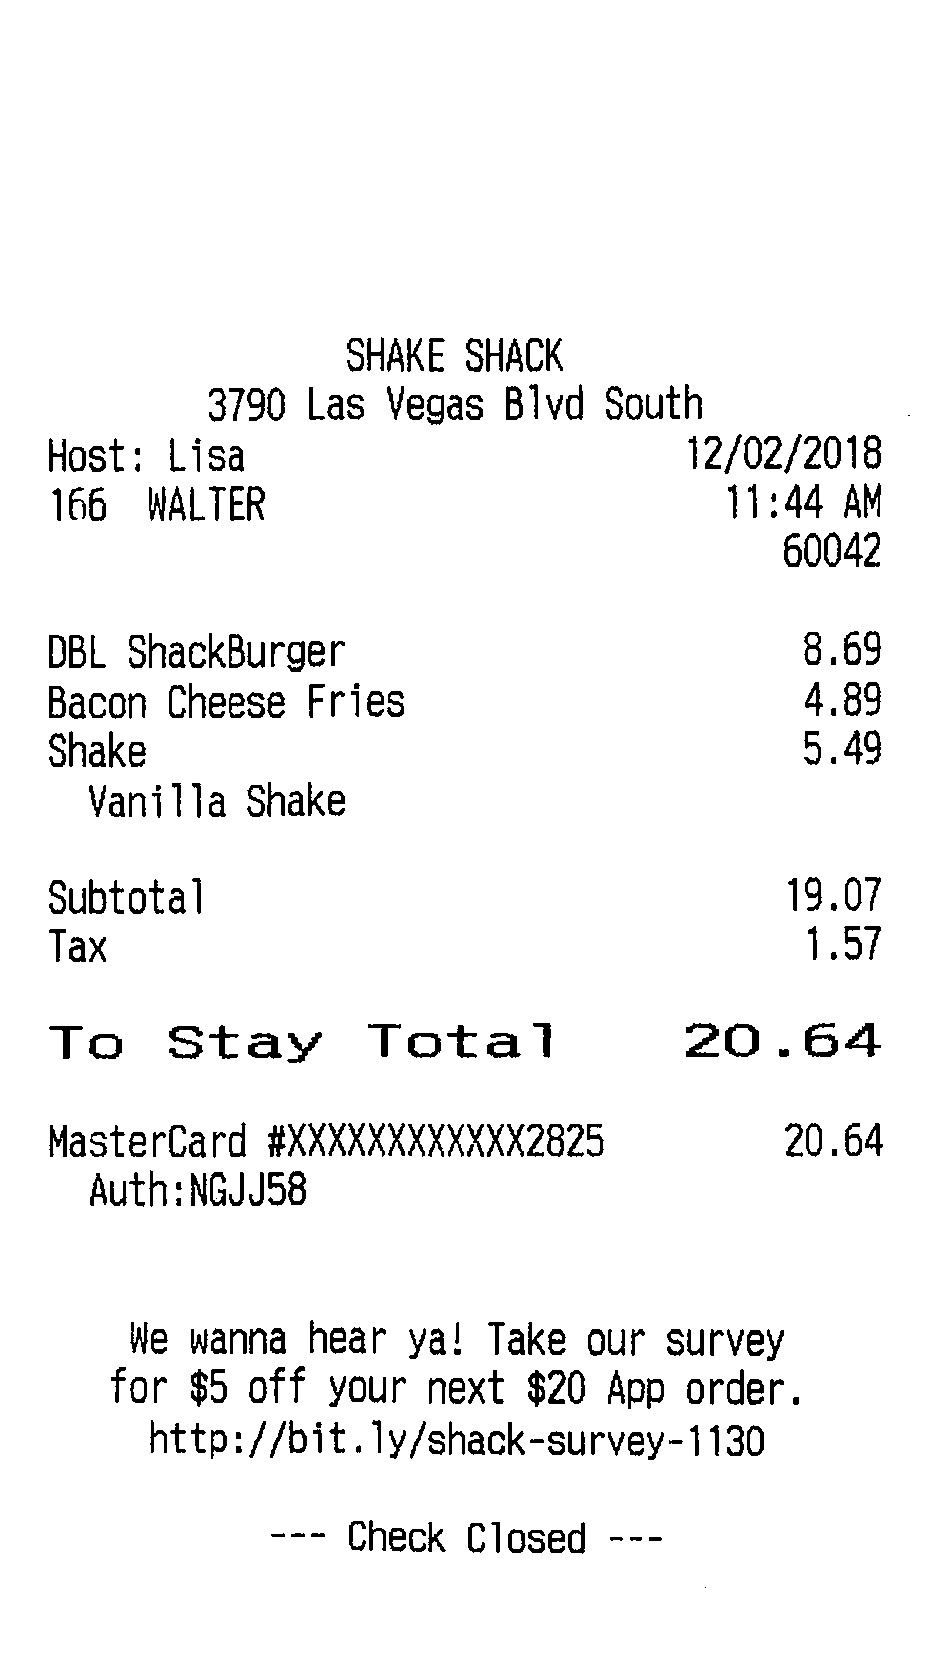 SHAKE SHACK
3790 Las Vegas Blvd South
Host: Lisa 12/02/2018
166 WALTER 11:44 AM
60042
DBL ShackBurger 8.69
Bacon Cheese Fries 4.89
Shake 5.49
Vanilla Shake
Subtotal 19.07
Tax 1.57
To Stay Total 20.64
MasterCard #XXXXXXXXXXXX2825 20.64
Auth:NGJJ58
We wanna hear ya! Take our survey
for $5 off your next $20 App order.
http://bit.ly/shack-survey-1130
--- Check Closed ---